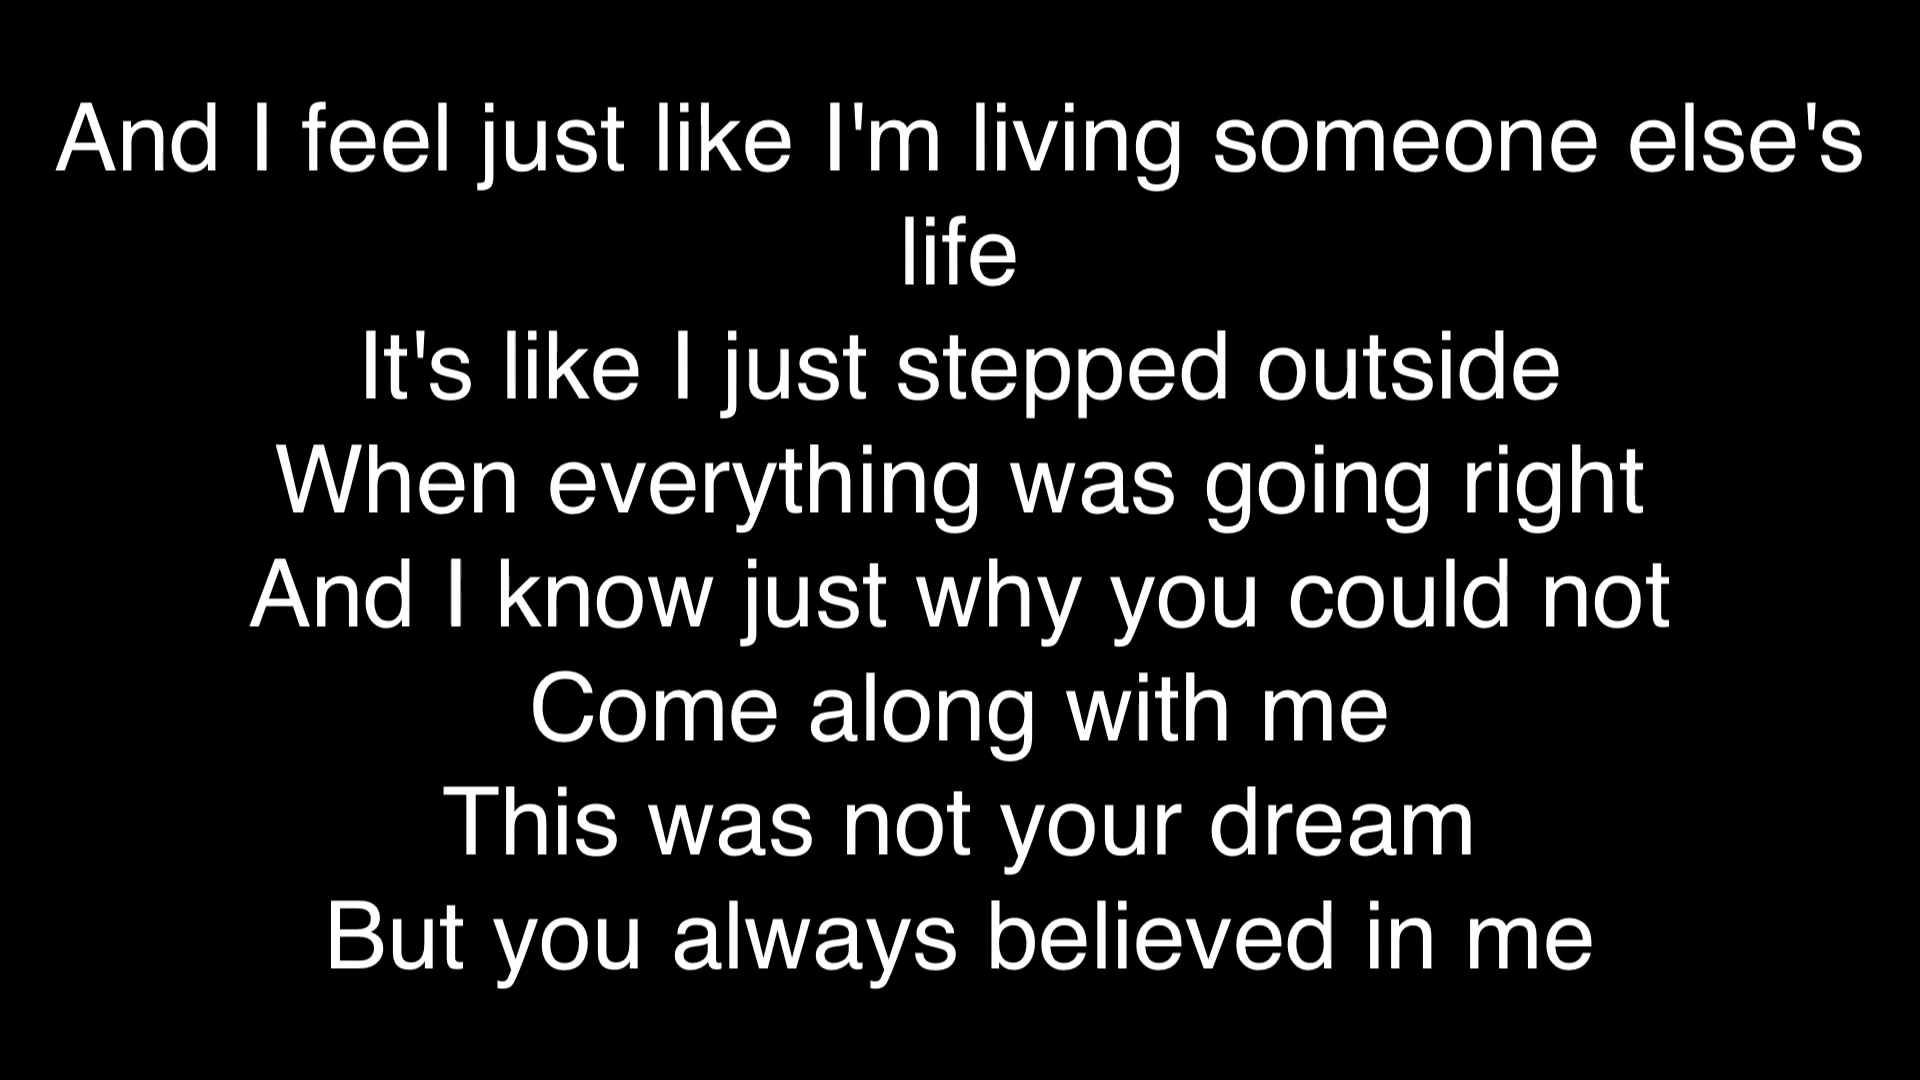 And I feel just like I'm living someone else's
life
It's like I just stepped outside
When everything was going right
And I know just why you could not
Come along with me
This was not your dream
But you always believed in me